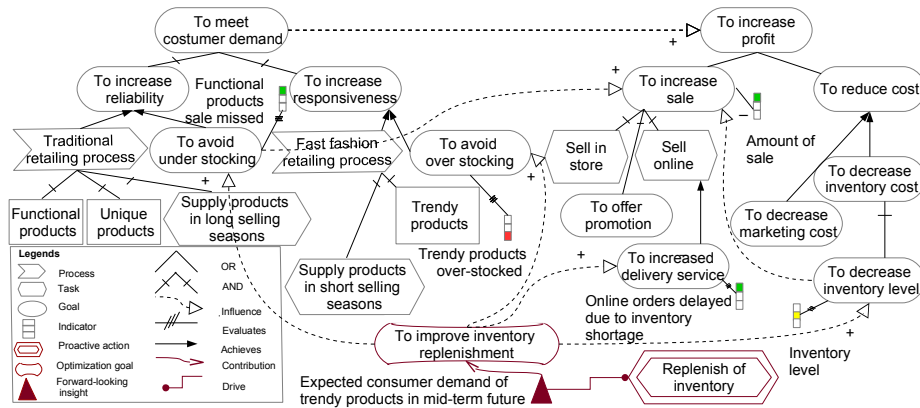 To meet
costumer demand
+
To increase
profit
To increase
reliability
Functional
products
sale missed
To increase
responsiveness
+
To increase
sale
−
To reduce cost
Amount of
sale
Traditional
retailing process
To avoid
under stocking
+
Fast fashion
retailing process
To avoid
over stocking
+
Sell in
store
Sell
online
To decrease
inventory cost
Functional
products
Unique
products
Supply products
in long selling
seasons
Trendy
products
To offer
promotion
To decrease
marketing cost
Supply products
in short selling
seasons
Trendy products
over-stocked
+
To increased
delivery service
Online orders delayed
due to inventory
shortage
To decrease
inventory level
+
Inventory
level
To improve inventory
replenishment
Expected consumer demand of
trendy products in mid-term future
Replenish of
inventory
Legends
Process
Task
Goal
Indicator
Proactive action
Optimization goal
Forward-looking
insight
OR
AND
Influence
Evaluates
Achieves
Contribution
Drive